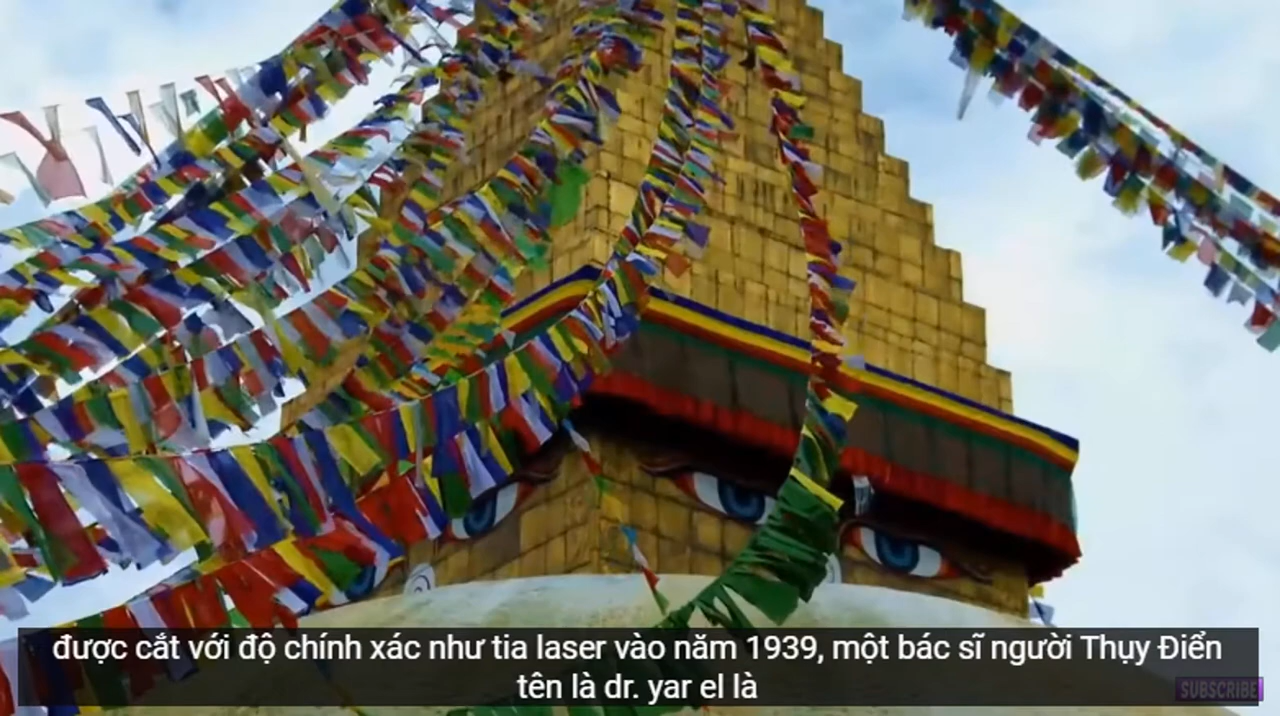 được cắt với độ chính xác như tia laser vào năm 1939, một bác sĩ người Thụy Điển
tên là dr. yar el là
SUBSCRIBE